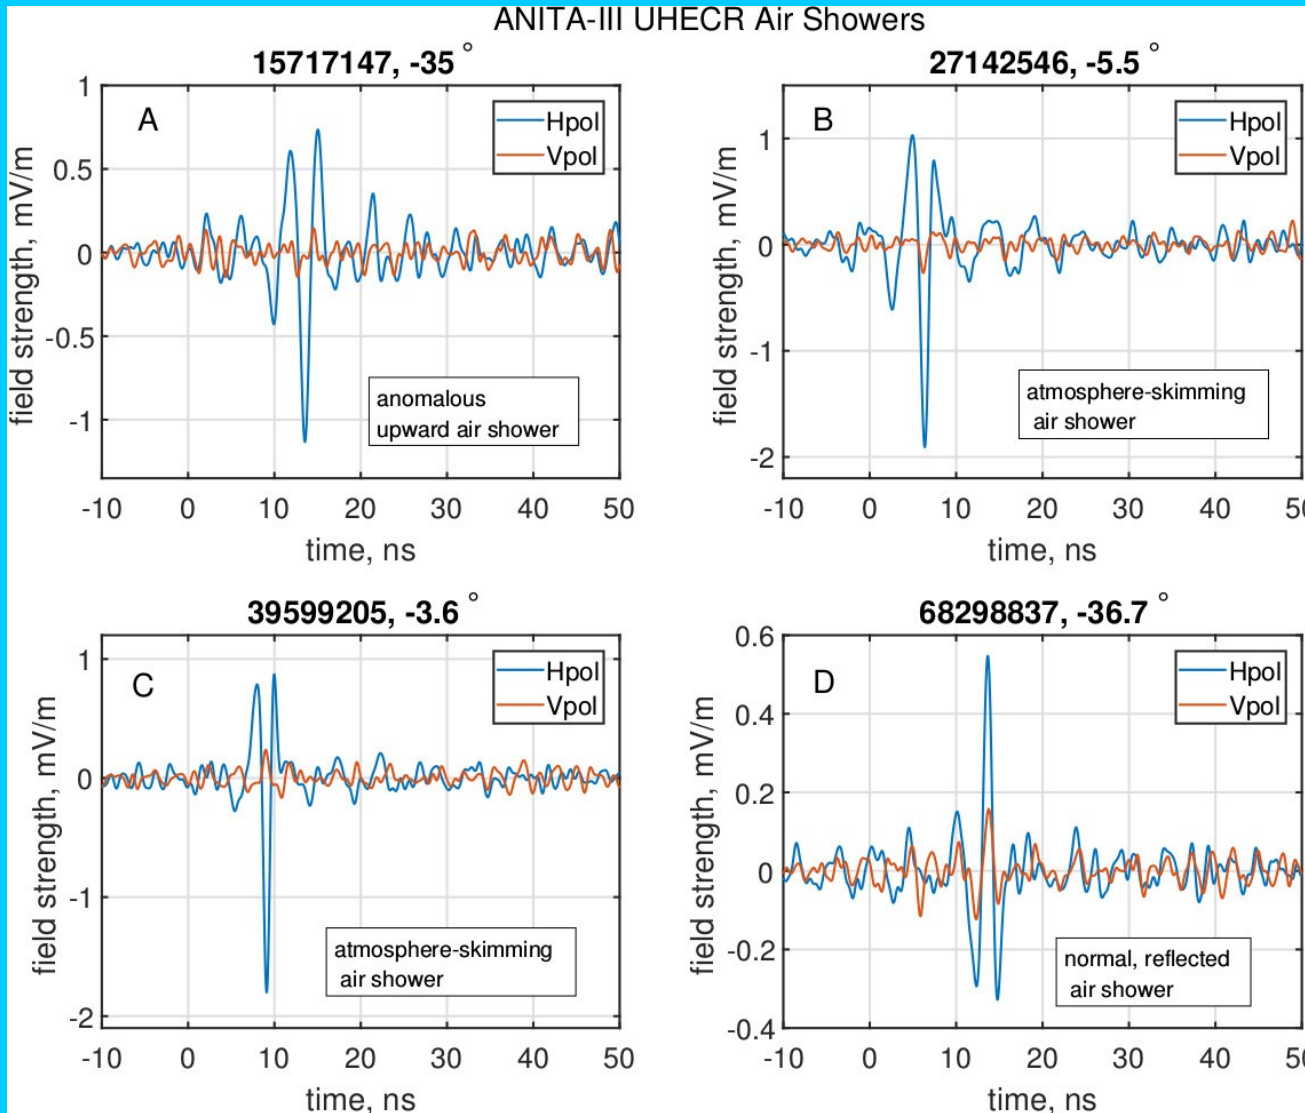 ANITA-III UHECR Air Showers
15717147, -35 °
A
Hpol
Vpol
anomalous
upward air shower
1
0.5
0
-0.5
-1
field strength, mV/m
-10 0 10 20 30 40 50
time, ns
27142546, -5.5 °
B
Hpol
Vpol
atmosphere-skimming
air shower
1
0
-1
-2
field strength, mV/m
-10 0 10 20 30 40
time, ns
39599205, -3.6 °
C
Hpol
Vpol
atmosphere-skimming
air shower
1
0
-1
-2
field strength, mV/m
-10 0 10 20 30 40 50
time, ns
68298837, -36.7 °
D
Hpol
Vpol
normal, reflected
air shower
0.6
0.4
0.2
0
-0.2
-0.4
field strength, mV/m
-10 0 10 20 30 40
time, ns